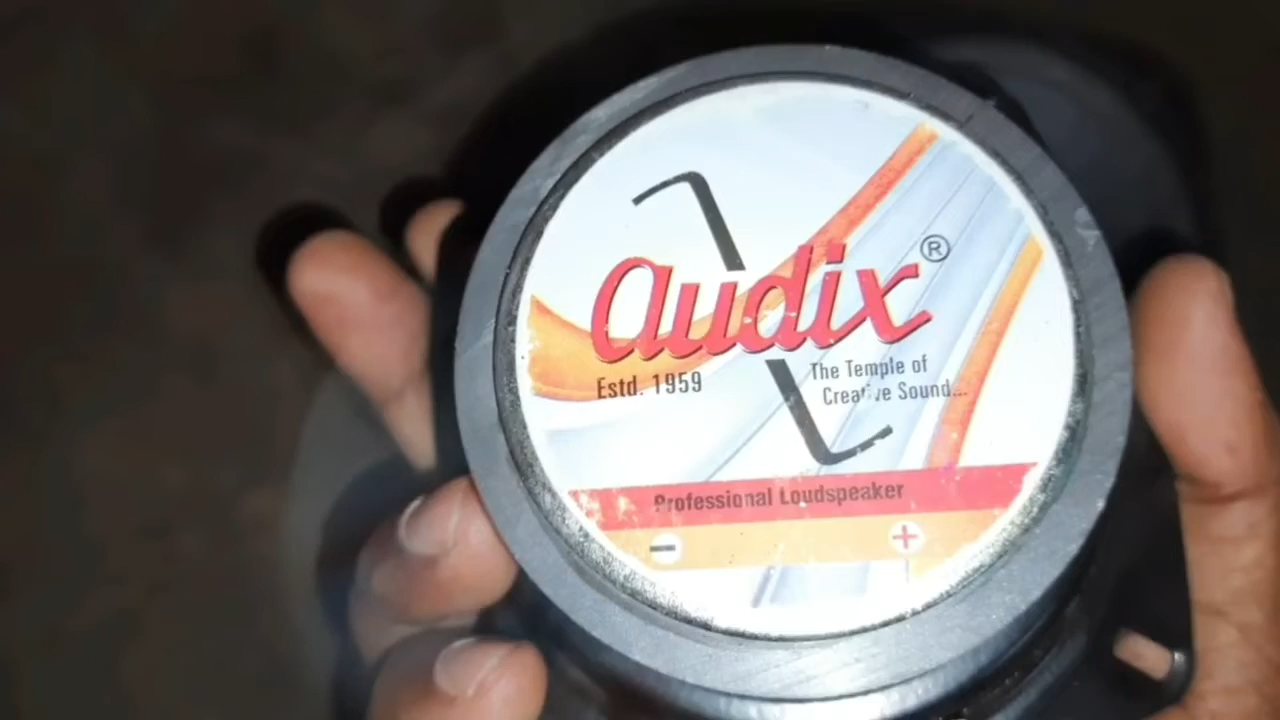 audix®
Estd. 1959
The Temple of
Creative Sound...
Professional Loudspeaker
- +